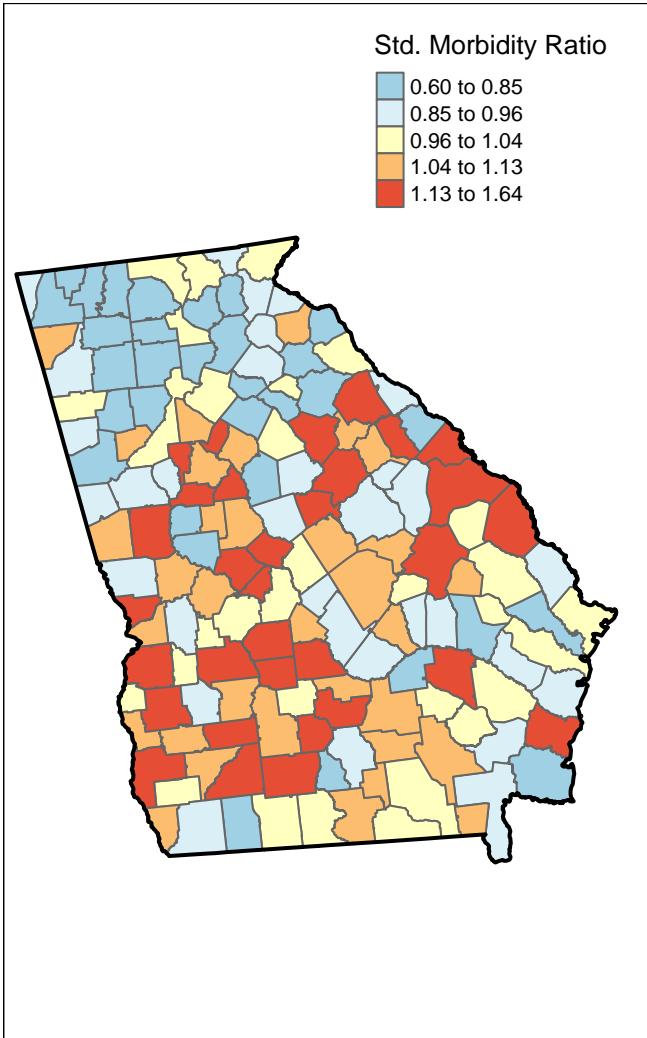 Std. Morbidity Ratio
0.60 to 0.85
0.85 to 0.96
0.96 to 1.04
1.04 to 1.13
1.13 to 1.64